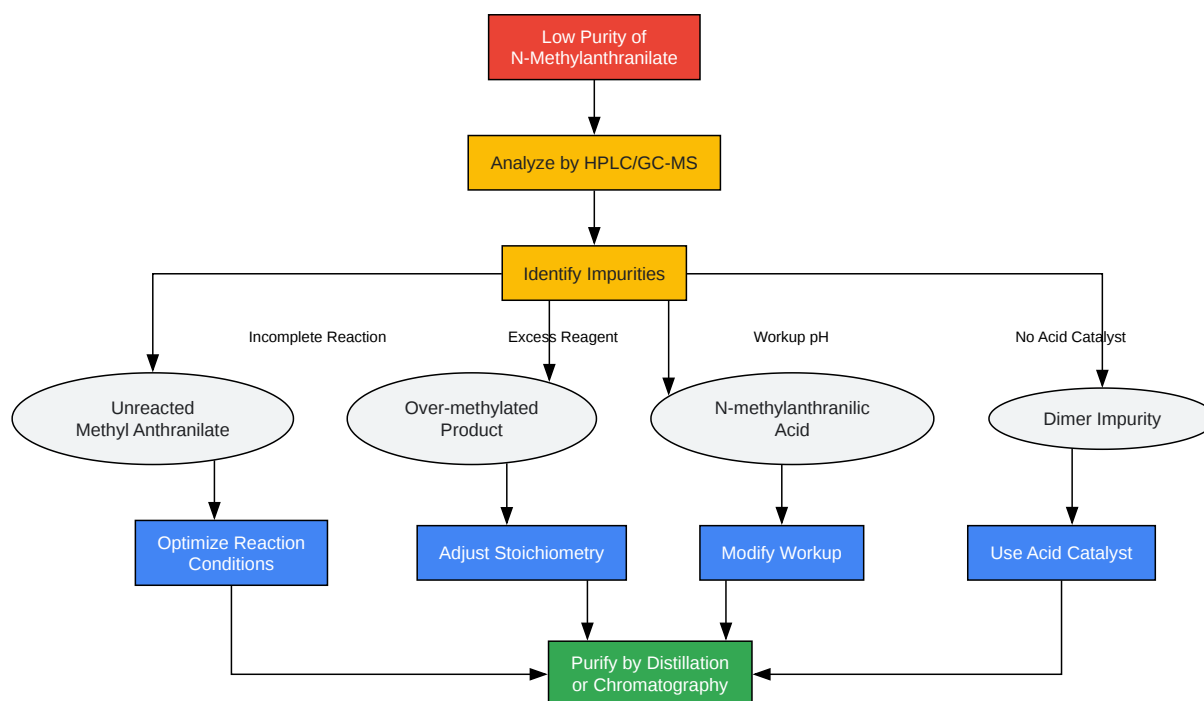 Low Purity of
N-Methylanthranilate
Analyze by HPLC/GC-MS
Identify Impurities
Incomplete Reaction
Excess Reagent
Workup pH
No Acid Catalyst
Unreacted
Methyl Anthranilate
Over-methylated
Product
N-methylanthranilic
Acid
Dimer Impurity
Optimize Reaction
Conditions
Adjust Stoichiometry
Modify Workup
Use Acid Catalyst
Purify by Distillation
or Chromatography